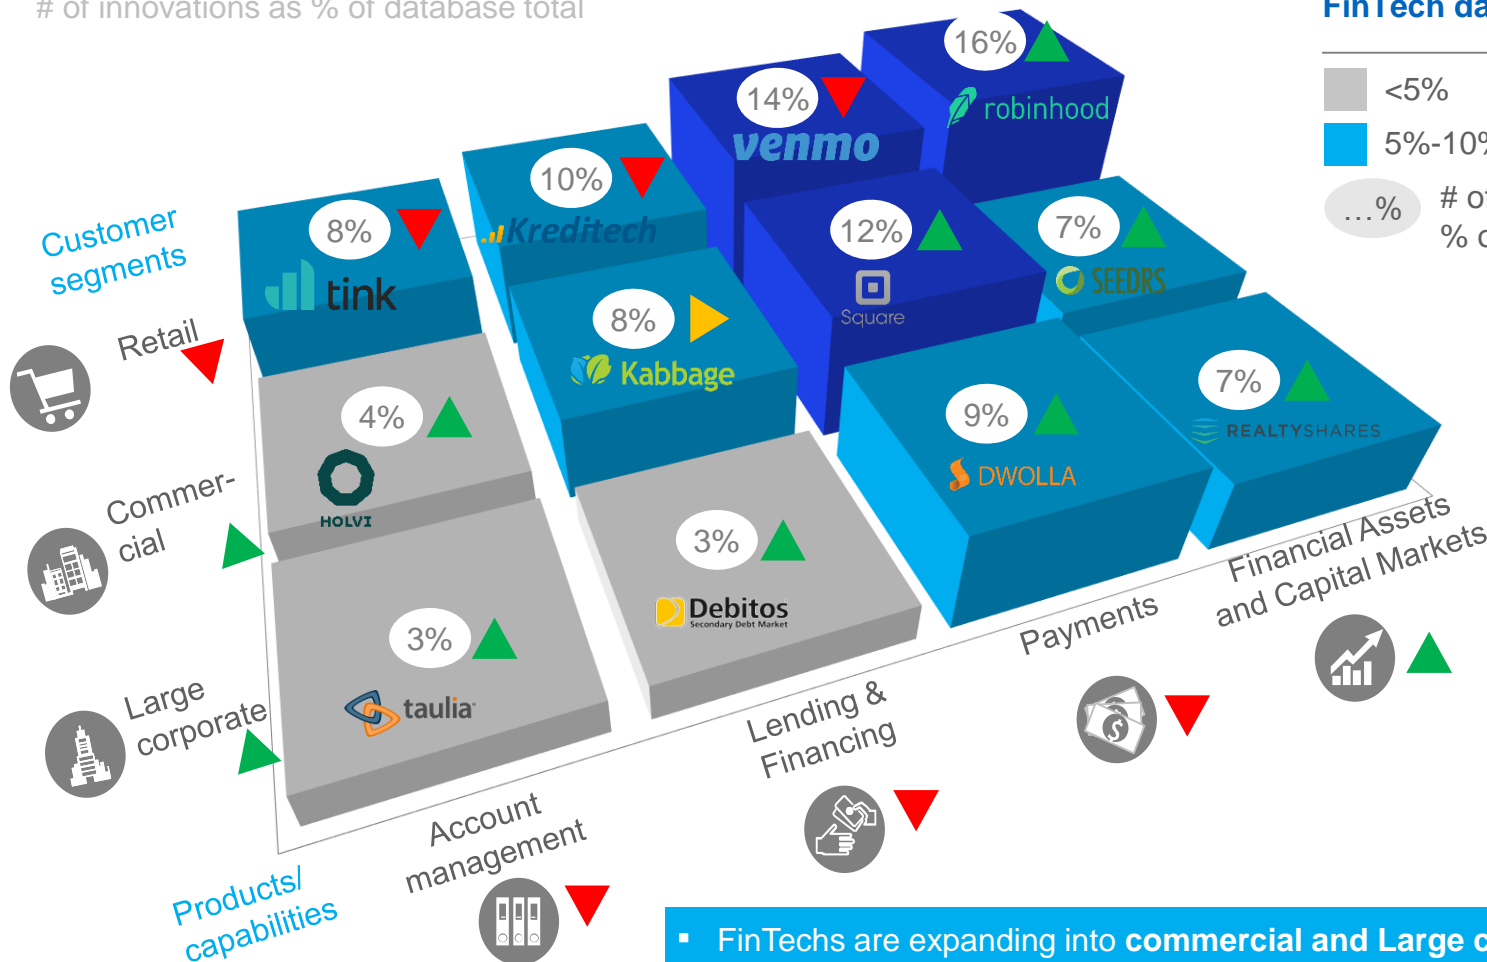 # of innovations as % of database total
FinTech da
<5%
5%-10%
...%
# of
% o
16%
robinhood
14%
venmo
10%
Kreditech
8%
tink
12%
Square
7%
SEEDRS
8%
Kabbage
4%
HOLVI
9%
DWOLLA
7%
REALTYSHARES
3%
Debitos
Secondary Debt Market
3%
taulia
Customer
segments
Retail
Commer-
cial
Large
corporate
Products/
capabilities
Account
management
Lending &
Financing
Payments
Financial Assets
and Capital Markets
▪ FinTechs are expanding into commercial and Large c